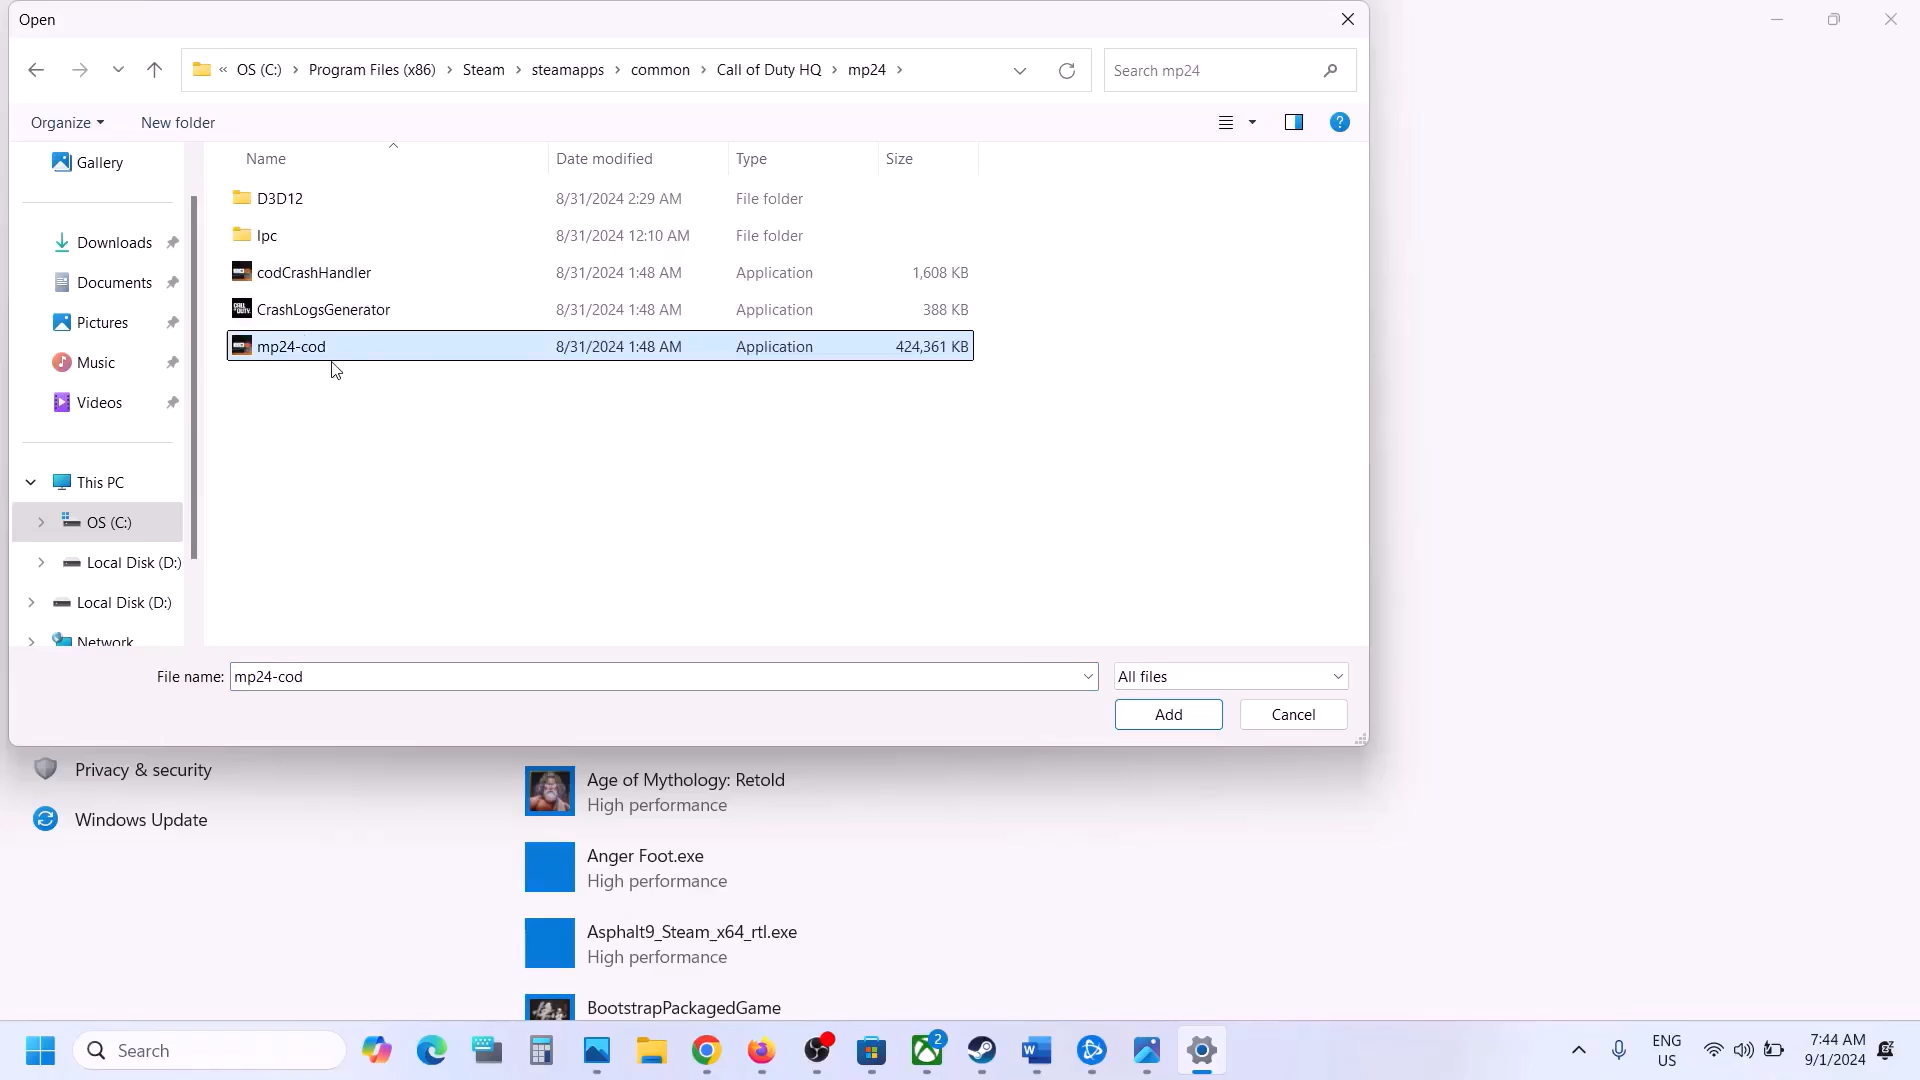 Open
« OS (C:) › Program Files (x86) › Steam › steamapps › common › Call of Duty HQ › mp24 ›
Search mp24
Organize
New folder
Name
Date modified
Type
Size
Gallery
Downloads
Documents
Pictures
Music
Videos
This PC
OS (C:)
Local Disk (D:)
Local Disk (D:)
Network
D3D12 8/31/2024 2:29 AM File folder
lpc 8/31/2024 12:10 AM File folder
codCrashHandler 8/31/2024 1:48 AM Application 1,608 KB
CrashLogsGenerator 8/31/2024 1:48 AM Application 388 KB
mp24-cod 8/31/2024 1:48 AM Application 424,361 KB
File name: mp24-cod
All files
Add
Cancel
Privacy & security
Windows Update
Age of Mythology: Retold
High performance
Anger Foot.exe
High performance
Asphalt9_Steam_x64_rtl.exe
High performance
BootstrapPackagedGame
Search
2
ENG
US
7:44 AM
9/1/2024